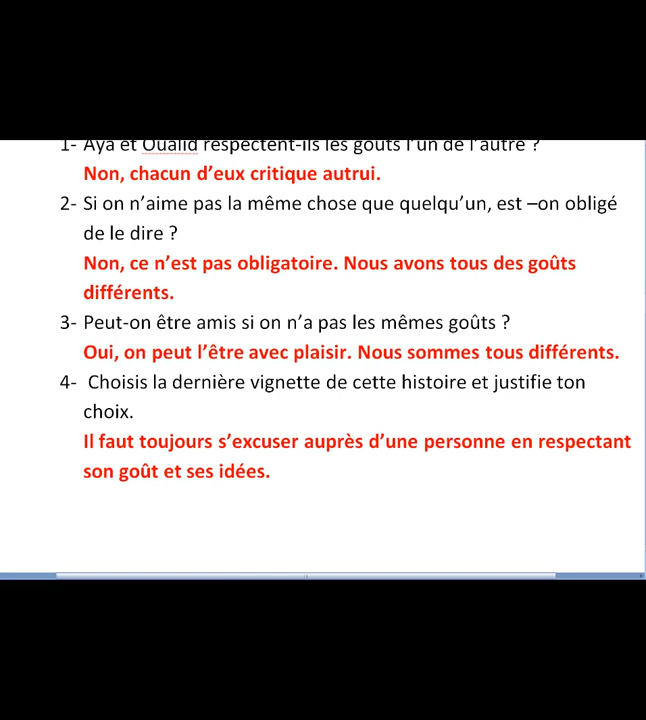 1- Aya et Oualid respectent-ils les goûts l’un de l’autre ?
Non, chacun d’eux critique autrui.
2- Si on n’aime pas la même chose que quelqu’un, est –on obligé
de le dire ?
Non, ce n’est pas obligatoire. Nous avons tous des goûts
différents.
3- Peut-on être amis si on n’a pas les mêmes goûts ?
Oui, on peut l’être avec plaisir. Nous sommes tous différents.
4- Choisis la dernière vignette de cette histoire et justifie ton
choix.
Il faut toujours s’excuser auprès d’une personne en respectant
son goût et ses idées.